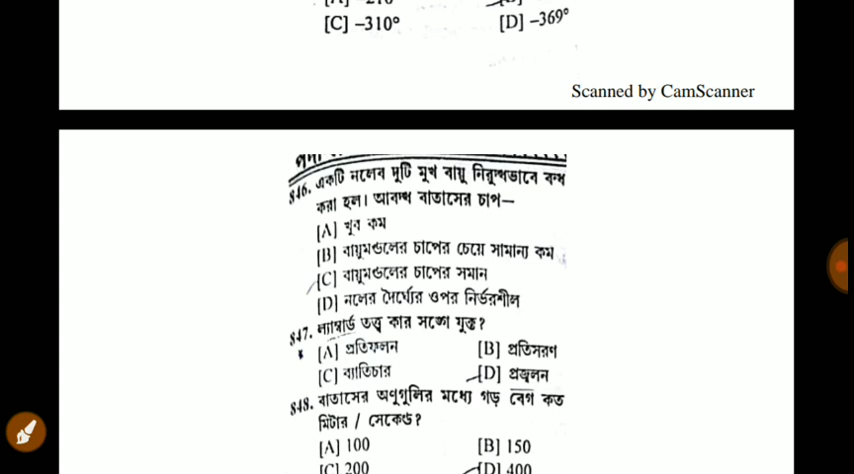 [C] –310° [D] –369°
Scanned by CamScanner
846. একটি নলের দুটি মুখ বায়ু নিরুদ্ধভাবে বন্ধ
করা হল। আবদ্ধ বাতাসের চাপ—
[A] খুব কম
[B] বায়ুমণ্ডলের চাপের চেয়ে সামান্য কম
[C] বায়ুমণ্ডলের চাপের সমান
[D] নলের দৈর্ঘ্যের ওপর নির্ভরশীল
847. ল্যাম্বার্ড তত্ত্ব কার সঙ্গে যুক্ত?
[A] প্রতিফলন [B] প্রতিসরণ
[C] ব্যতিচার [D] প্রজ্বলন
848. বাতাসের অণুগুলির মধ্যে গড় বেগ কত
মিটার / সেকেণ্ড?
[A] 100 [B] 150
[C] 200 [D] 400